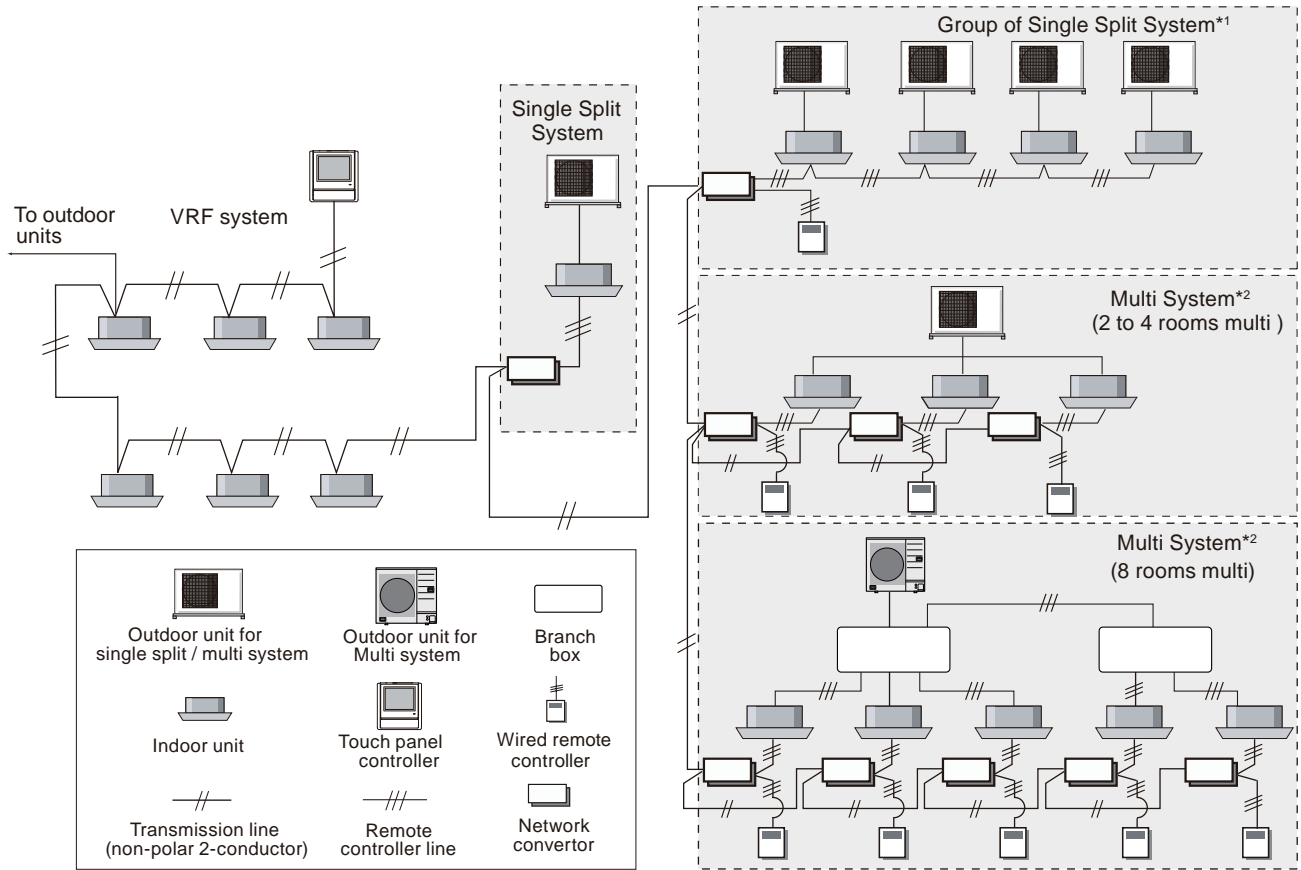 Group of Single Split System*1
Single Split
System
To outdoor
units
VRF system
Multi System*2
(2 to 4 rooms multi )
Multi System*2
(8 rooms multi)
Outdoor unit for
single split / multi system
Outdoor unit for
Multi system
Branch
box
Indoor unit
Touch panel
controller
Wired remote
controller
Transmission line
(non-polar 2-conductor)
Remote
controller line
Network
convertor